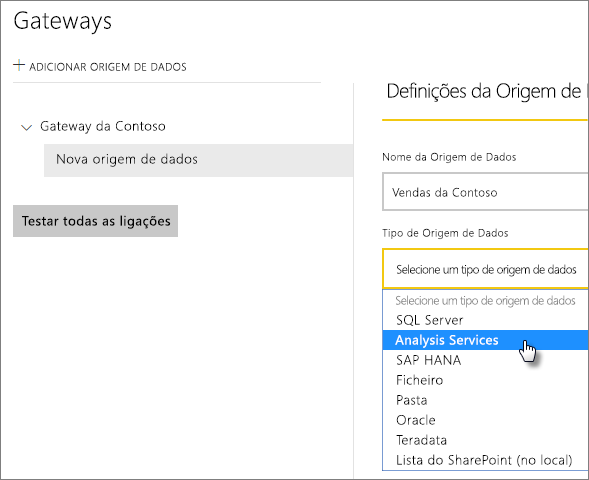 Gateways
+ ADICIONAR ORIGEM DE DADOS
Gateway da Contoso
Nova origem de dados
Testar todas as ligações
Definições da Origem de
Nome da Origem de Dados
Vendas da Contoso
Tipo de Origem de Dados
Selecione um tipo de origem de dados
Selecione um tipo de origem de dados
SQL Server
Analysis Services
SAP HANA
Ficheiro
Pasta
Oracle
Teradata
Lista do SharePoint (no local)